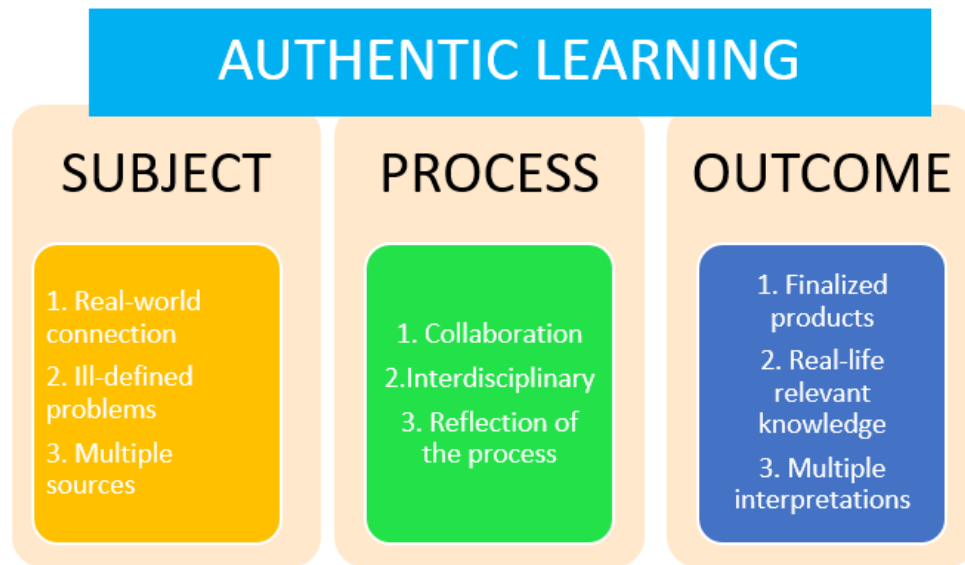 AUTHENTIC LEARNING
SUBJECT
1. Real-world
connection
2. Ill-defined
problems
3. Multiple
sources
PROCESS
1. Collaboration
2.Interdisciplinary
3. Reflection of
the process
OUTCOME
1. Finalized
products
2. Real-life
relevant
knowledge
3. Multiple
interpretations